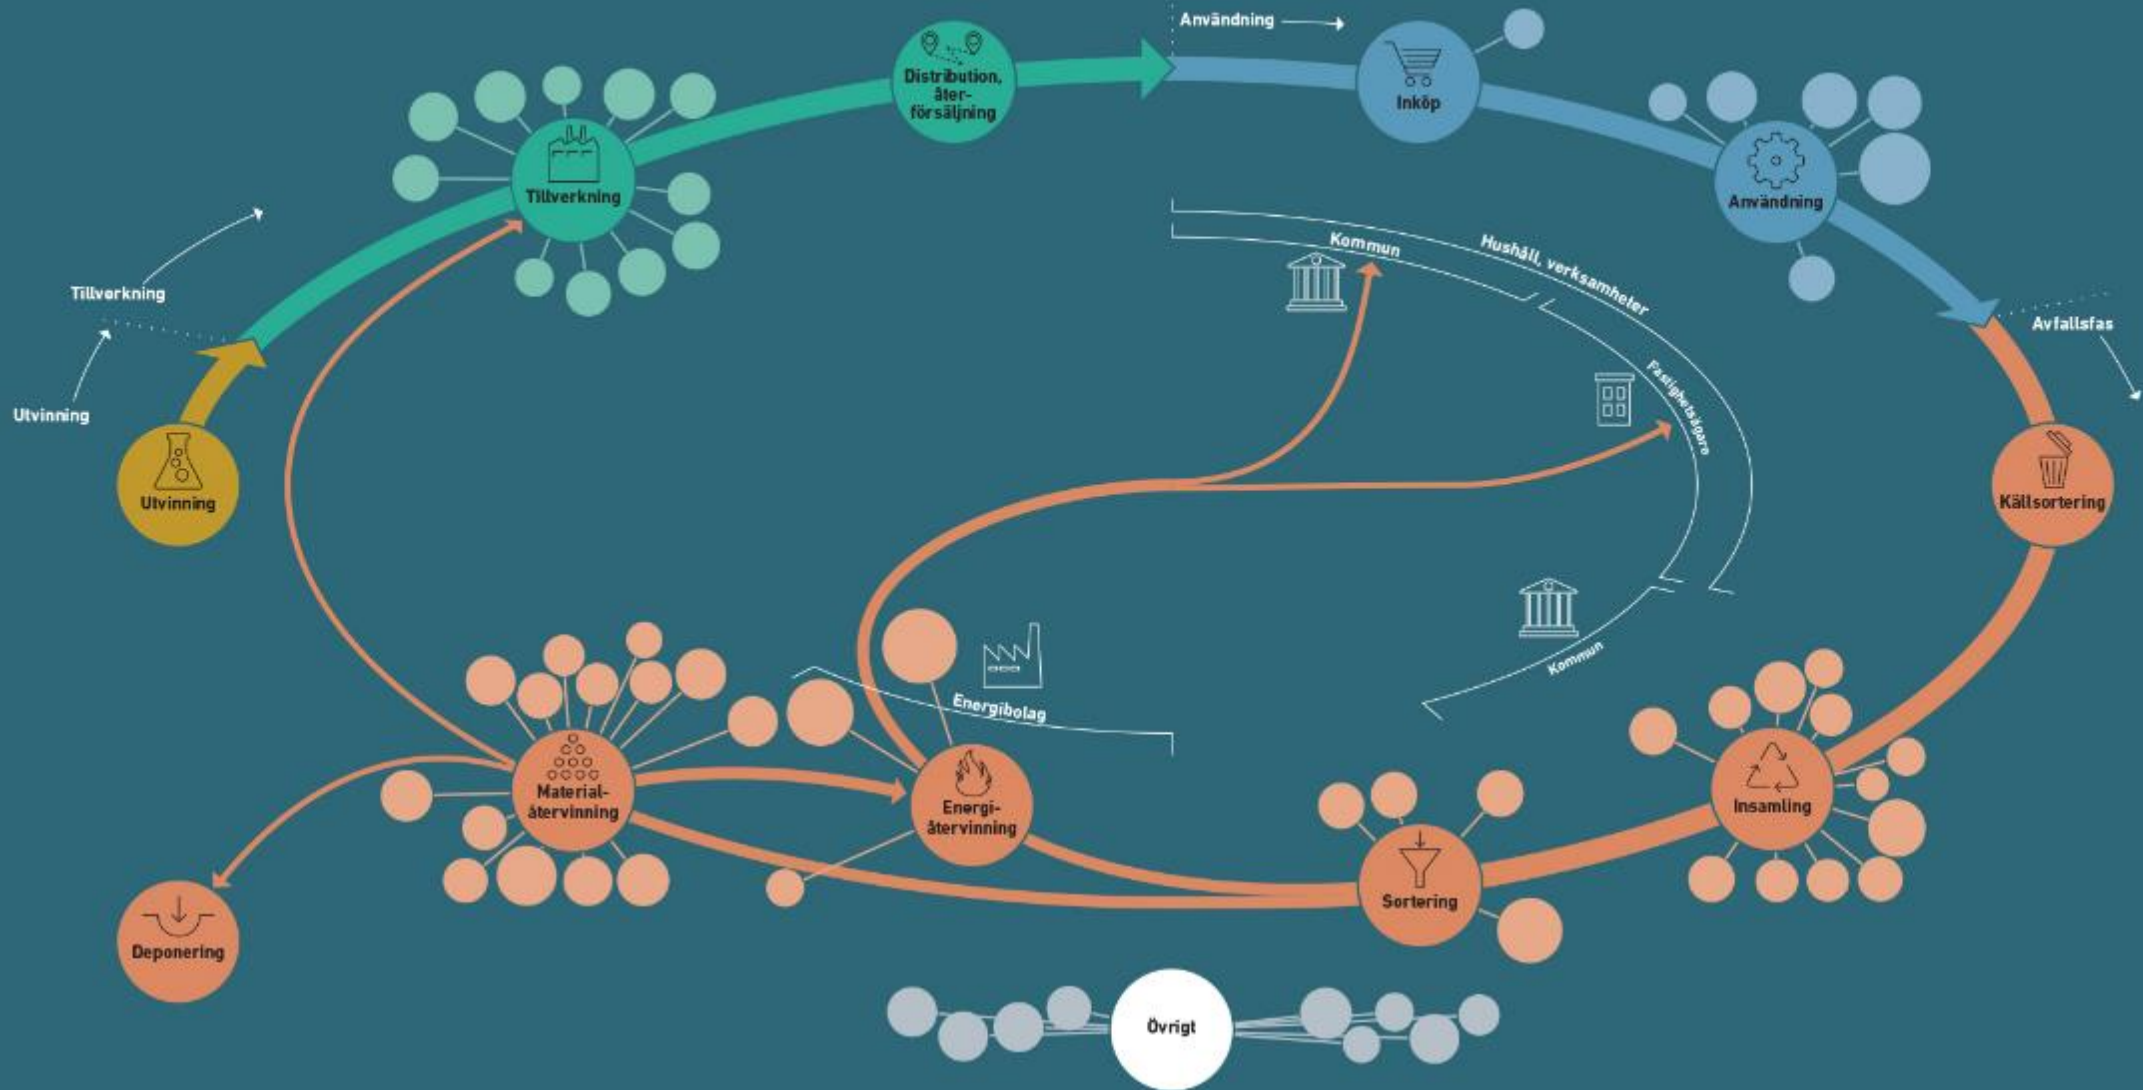 Användning
Distribution,
åter-
försäljning
Inköp
Tillverkning
Användning
Tillverkning
Kommun
Hushåll, verksamheter
Avfallsfas
Utvinning
Fastighetsägare
Utvinning
Källsortering
Kommun
Energibolag
Material-
återvinning
Energi-
återvinning
Insamling
Sortering
Deponering
Övrigt